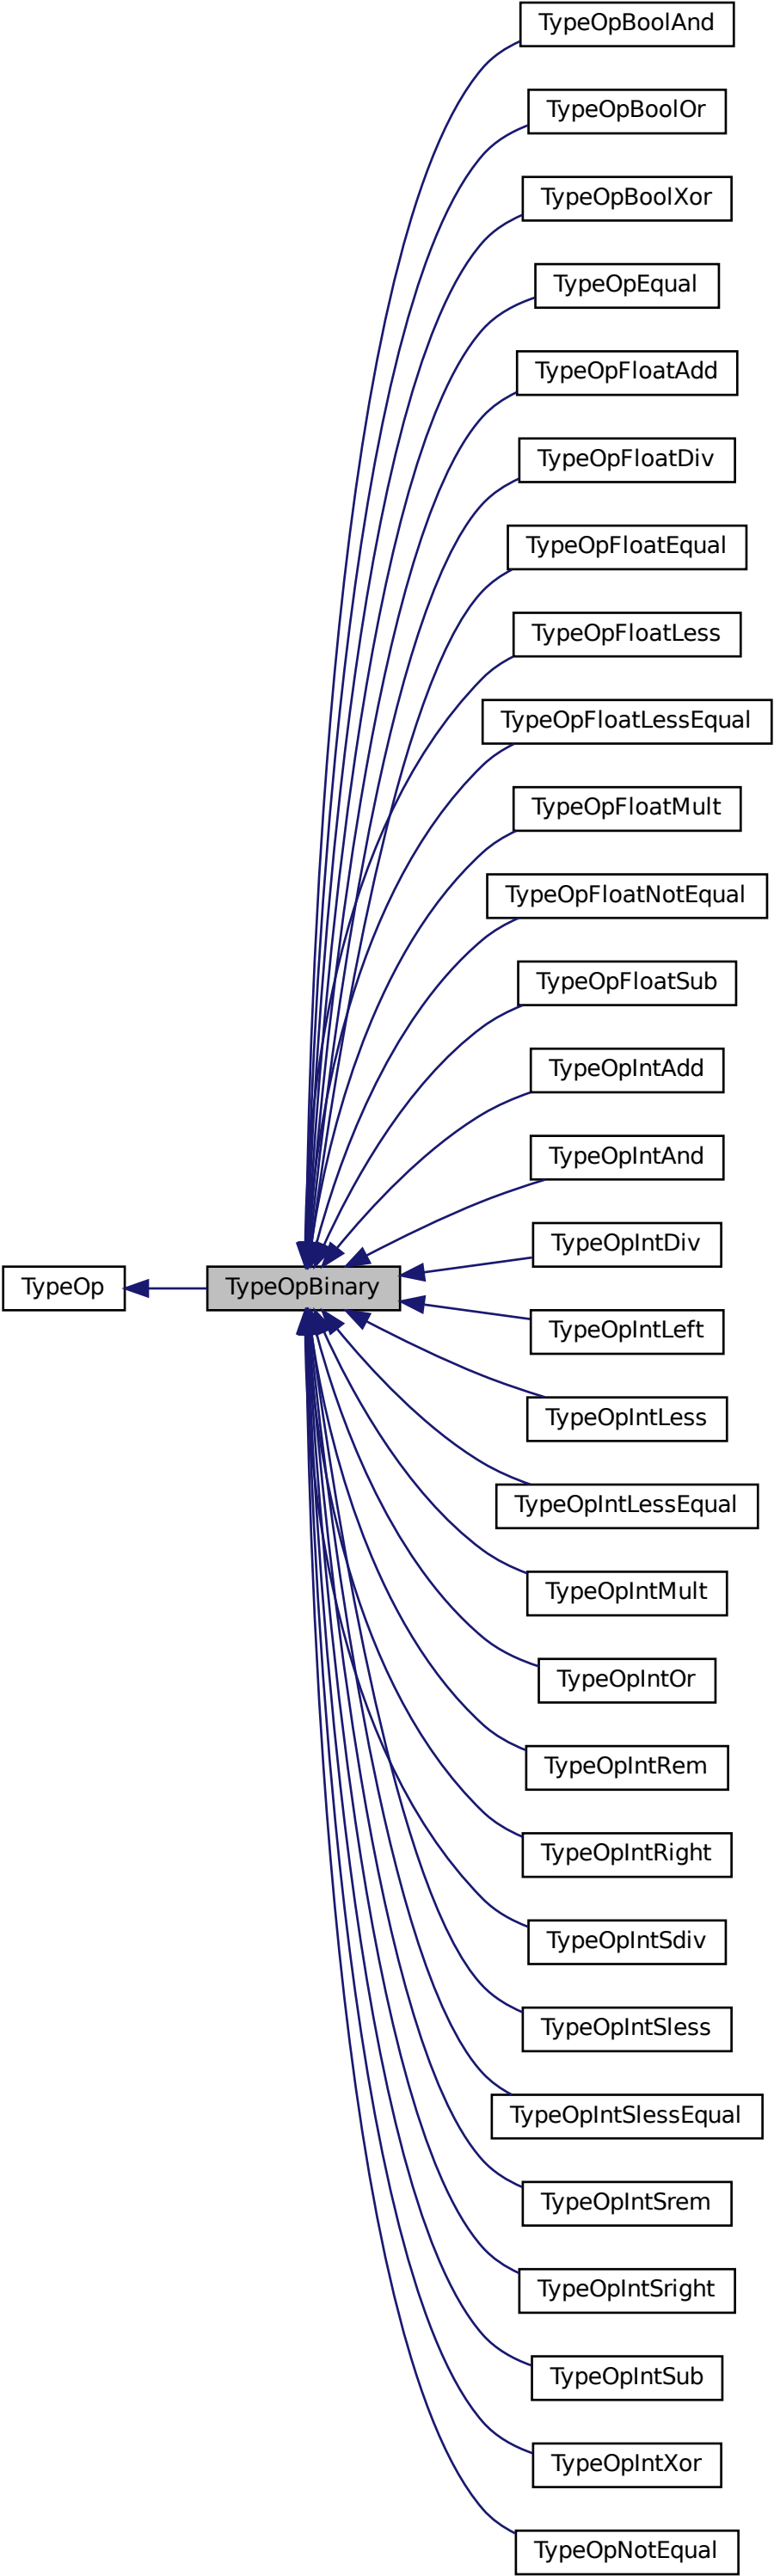 TypeOpBoolAnd
TypeOpBoolOr
TypeOpBoolXor
TypeOpEqual
TypeOpFloatAdd
TypeOpFloatDiv
TypeOpFloatEqual
TypeOpFloatLess
TypeOpFloatLessEqual
TypeOpFloatMult
TypeOpFloatNotEqual
TypeOpFloatSub
TypeOpIntAdd
TypeOpIntAnd
TypeOpIntDiv
TypeOp
TypeOpBinary
TypeOpIntLeft
TypeOpIntLess
TypeOpIntLessEqual
TypeOpIntMult
TypeOpIntOr
TypeOpIntRem
TypeOpIntRight
TypeOpIntSdiv
TypeOpIntSless
TypeOpIntSlessEqual
TypeOpIntSrem
TypeOpIntSright
TypeOpIntSub
TypeOpIntXor
TypeOpNotEqual